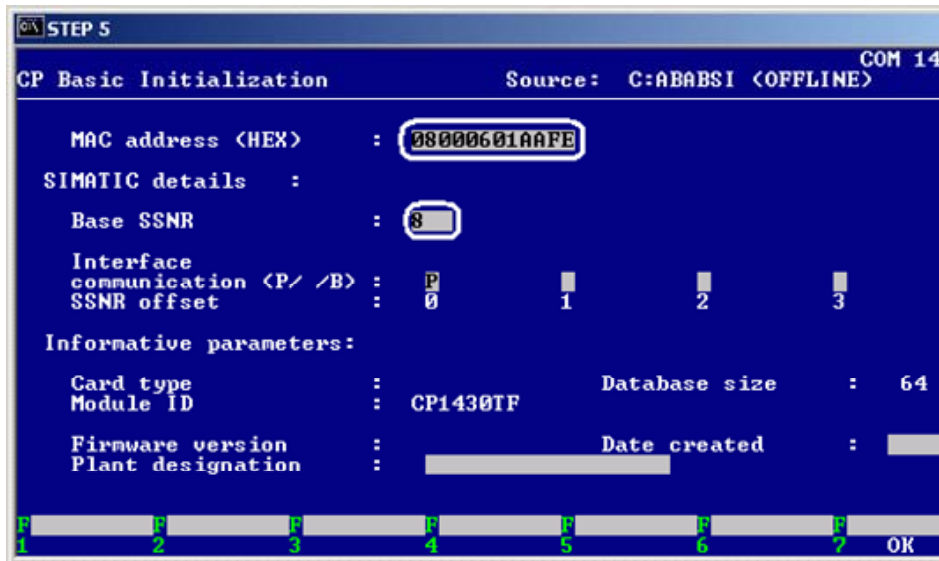 STEP 5
COM 14
CP Basic Initialization Source: C:ABABSI (OFFLINE)
MAC address (HEX) : 08000601AAFE
SIMATIC details :
Base SSNR : 8
Interface
communication (P/ /B) : P
SSNR offset : 0 1 2 3
Informative parameters:
Card type : Database size : 64
Module ID : CP1430TF
Firmware version : Date created :
Plant designation :
F F F F F F F
1 2 3 4 5 6 7 OK